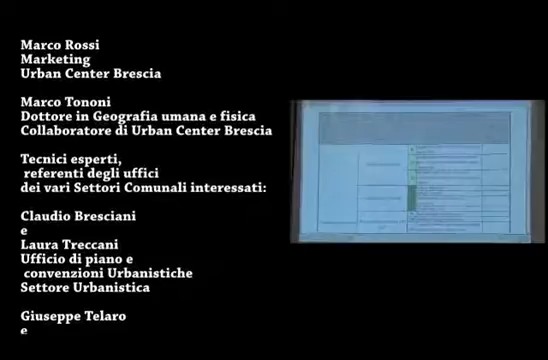 Marco Rossi
Marketing
Urban Center Brescia
Marco Tononi
Dottore in Geografia umana e fisica
Collaboratore di Urban Center Brescia
Tecnici esperti,
referenti degli uffici
dei vari Settori Comunali interessati:
Claudio Bresciani
e
Laura Treccani
Ufficio di piano e
convenzioni Urbanistiche
Settore Urbanistica
Giuseppe Telaro
e